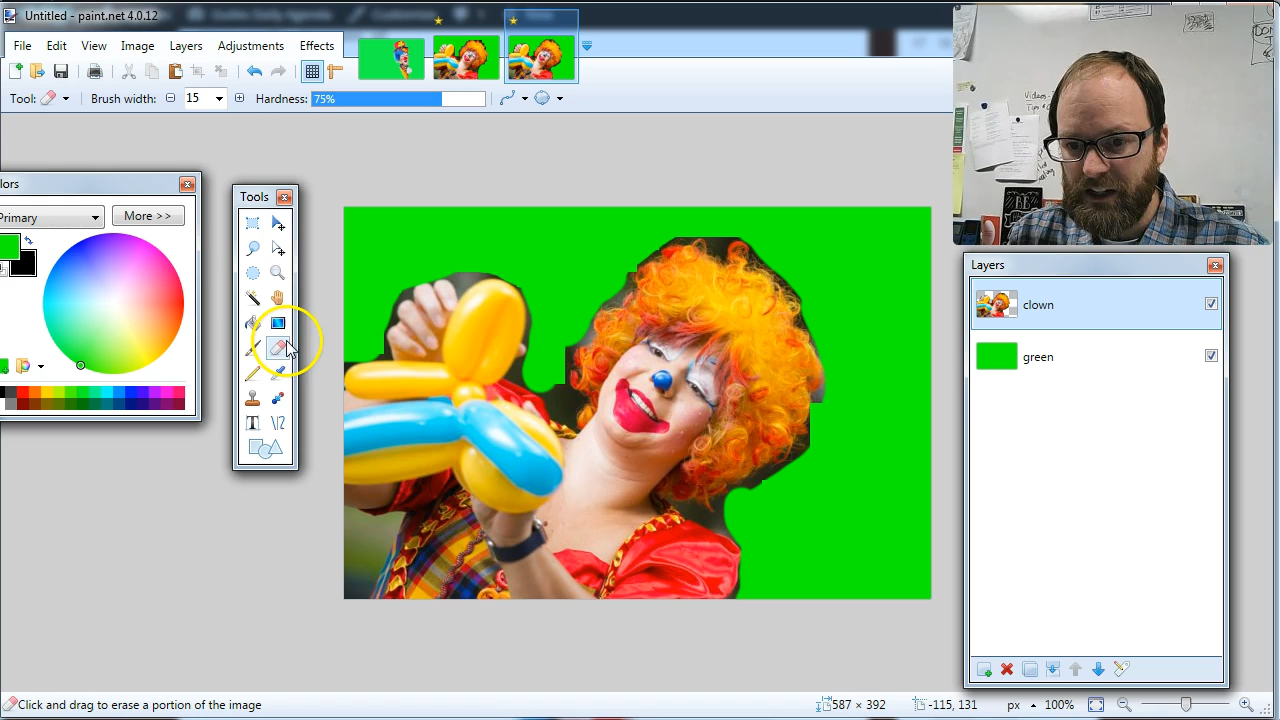 Untitled - paint.net 4.0.12
File Edit View Image Layers Adjustments Effects
Tool: Brush width: 15 Hardness: 75%
olors
Primary More >>
Tools
Layers
clown
green
Click and drag to erase a portion of the image 587 × 392 -115, 131 px 100%